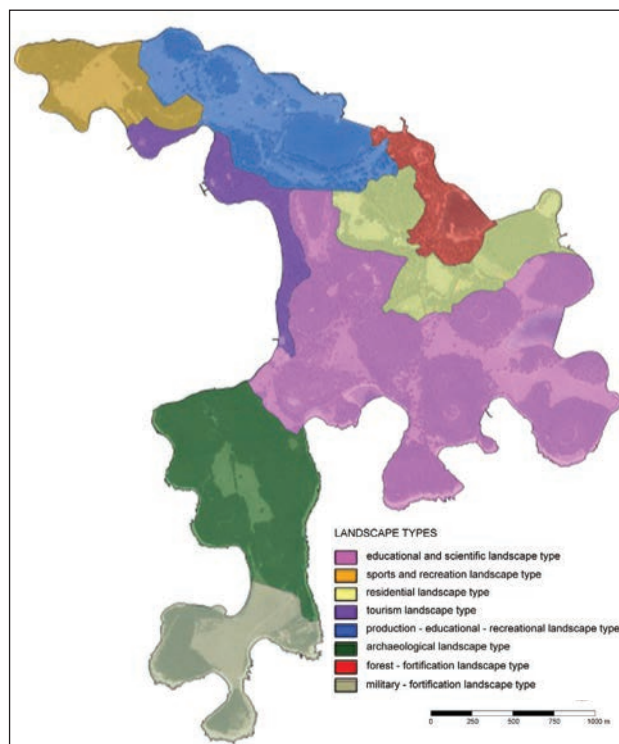 LANDSCAPE TYPES
educational and scientific landscape type
sports and recreation landscape type
residential landscape type
tourism landscape type
production - educational - recreational landscape type
archaeological landscape type
forest - fortification landscape type
military - fortification landscape type
0 250 500 750 1000 m